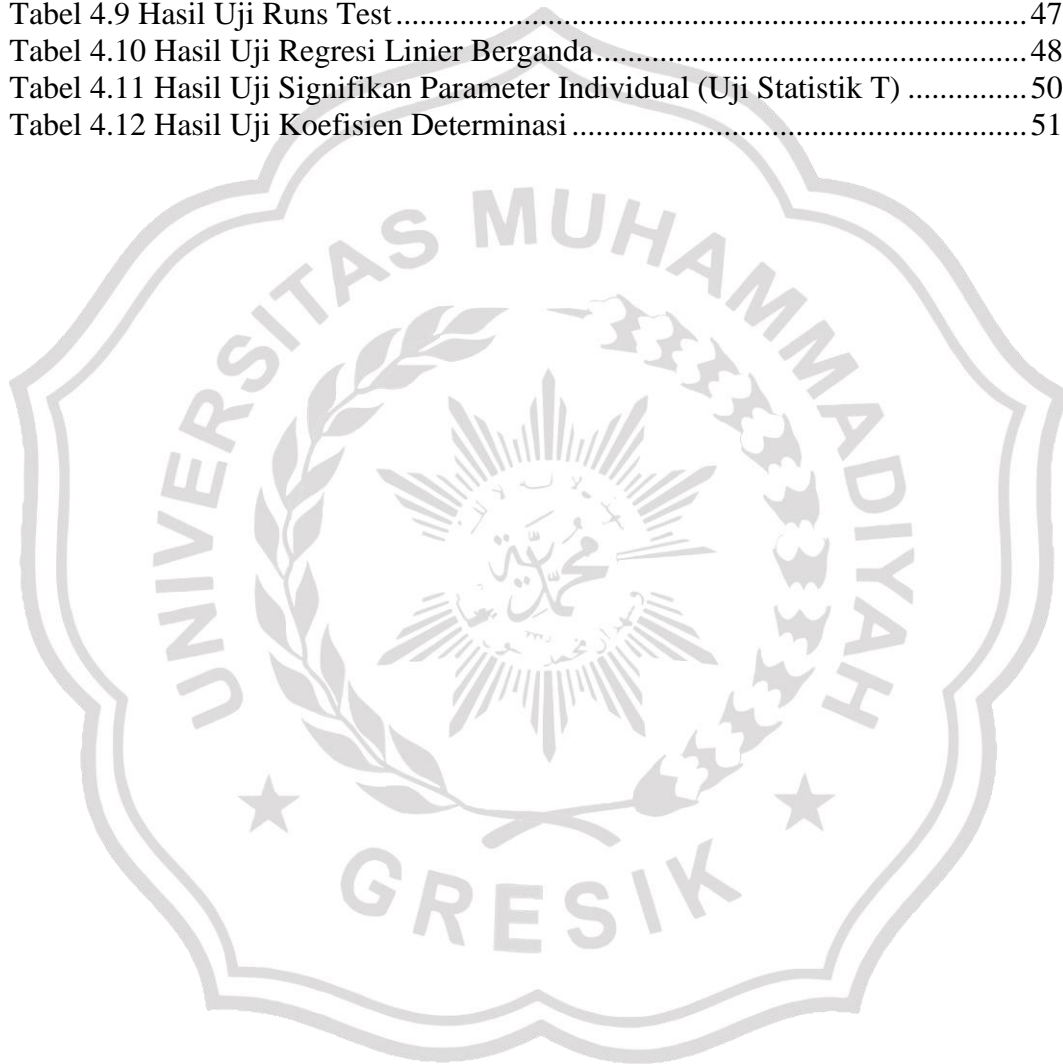 Tabel 4.9 Hasil Uji Runs Test................................................................................47
Tabel 4.10 Hasil Uji Regresi Linier Berganda.......................................................48
Tabel 4.11 Hasil Uji Signifikan Parameter Individual (Uji Statistik T) ...............50
Tabel 4.12 Hasil Uji Koefisien Determinasi..........................................................51
UNIVERSITAS MUHAMMADIYAH
محمد
GRESIK